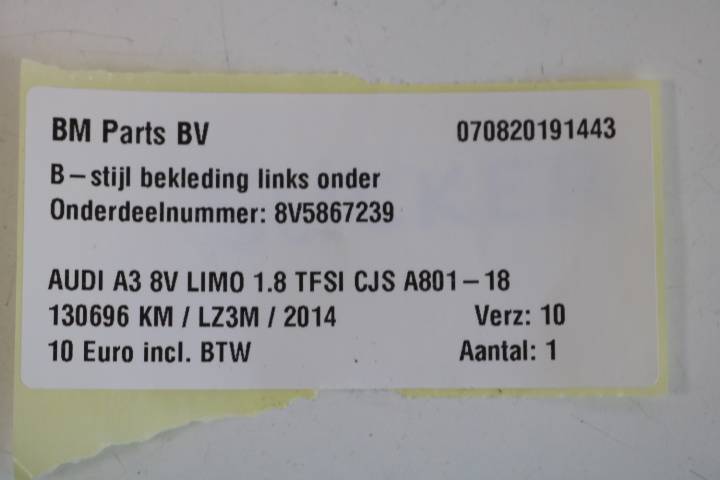 BM Parts BV 070820191443
B-stijl bekleding links onder
Onderdeelnummer: 8V5867239
AUDI A3 8V LIMO 1.8 TFSI CJS A801-18
130696 KM / LZ3M / 2014 Verz: 10
10 Euro incl. BTW Aantal: 1